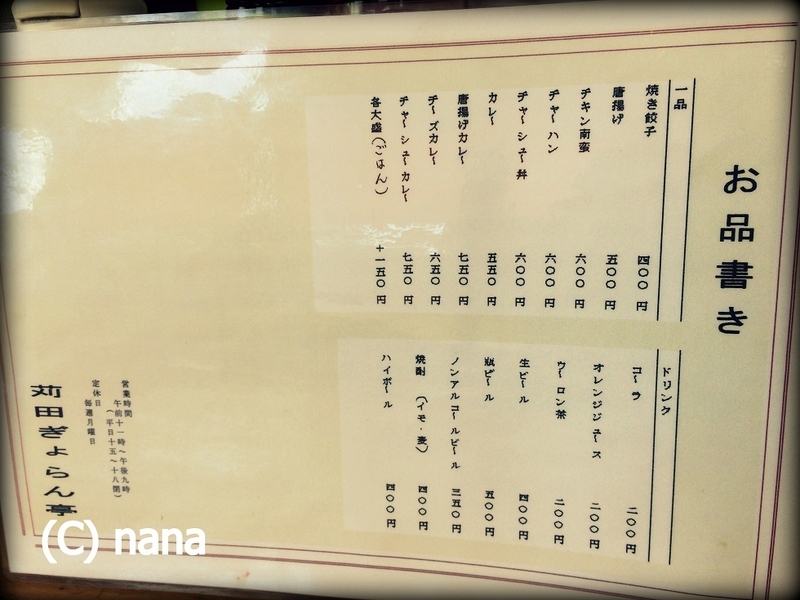 お品書き
一品
焼き餃子 四〇〇円
唐揚げ 五〇〇円
チキン南蛮 六〇〇円
チャーハン 六〇〇円
チャーシュー丼 六〇〇円
カレー 五五〇円
唐揚げカレー 七五〇円
チーズカレー 六五〇円
チャーシューカレー 七五〇円
各大盛(ごはん) +一五〇円
ドリンク
コーラ 二〇〇円
オレンジジュース 二〇〇円
ウーロン茶 二〇〇円
生ビール 四〇〇円
瓶ビール 五〇〇円
ノンアルコールビール 三五〇円
焼酎 (イモ・麦) 四〇〇円
ハイボール 四〇〇円
営業時間
午前十一時~午後九時
(平日十五~十八閉)
定休日
毎週月曜日
苅田ぎょらん亭
(C) nana